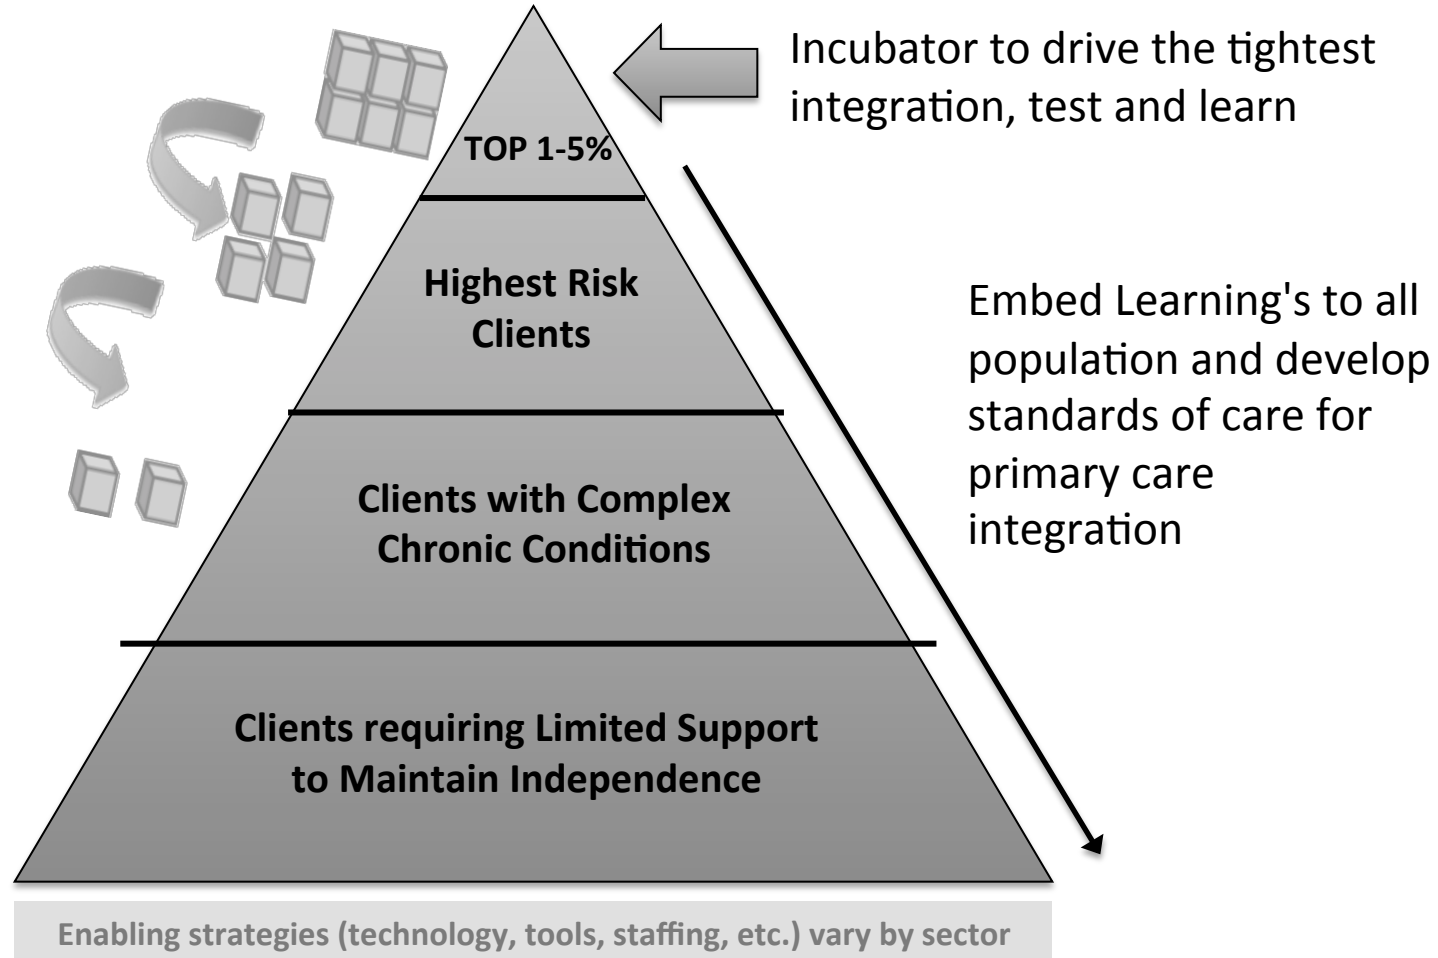 Incubator to drive the tightest
integration, test and learn
TOP 1-5%
Highest Risk
Clients
Embed Learning's to all
population and develop
standards of care for
primary care
integration
Clients with Complex
Chronic Conditions
Clients requiring Limited Support
to Maintain Independence
Enabling strategies (technology, tools, staffing, etc.) vary by sector